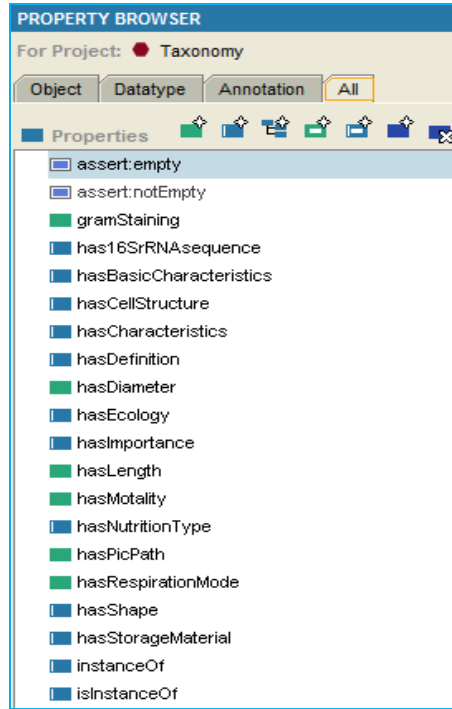 PROPERTY BROWSER
For Project: Taxonomy
Object Datatype Annotation All
Properties
assert:empty
assert:notEmpty
gramStaining
has16SrRNAsequence
hasBasicCharacteristics
hasCellStructure
hasCharacteristics
hasDefinition
hasDiameter
hasEcology
hasImportance
hasLength
hasMotality
hasNutritionType
hasPicPath
hasRespirationMode
hasShape
hasStorageMaterial
instanceOf
isInstanceOf